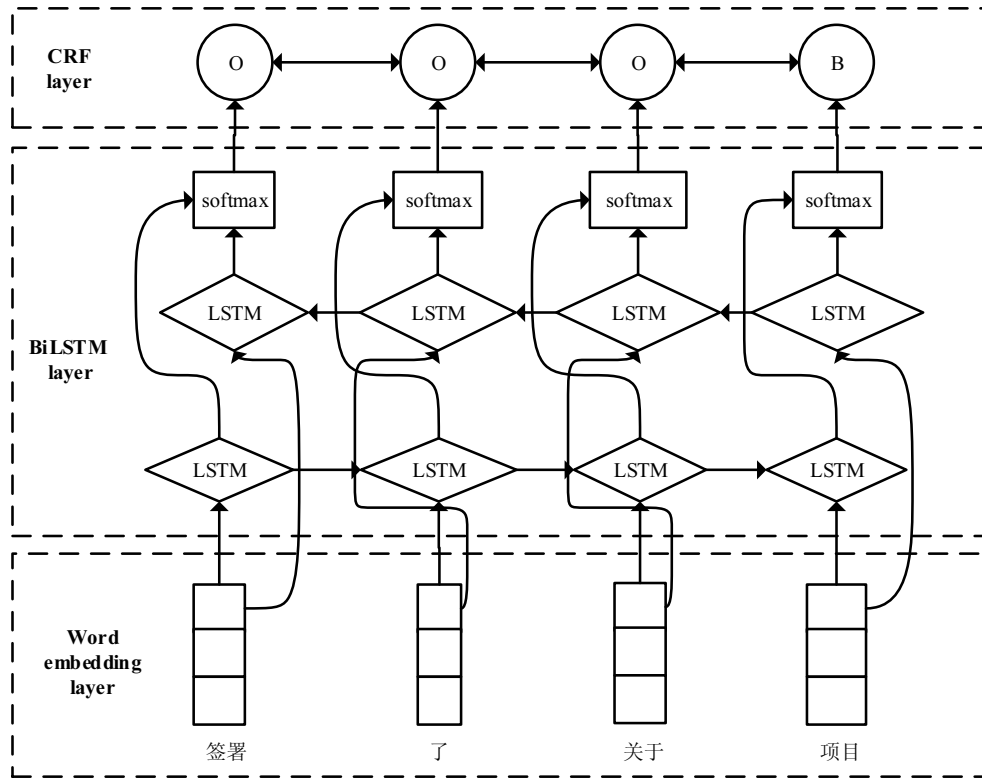 CRF
layer
O O O B
softmax softmax softmax softmax
LSTM LSTM LSTM LSTM
BiLSTM
layer
LSTM LSTM LSTM LSTM
Word
embedding
layer
签署 了 关于 项目